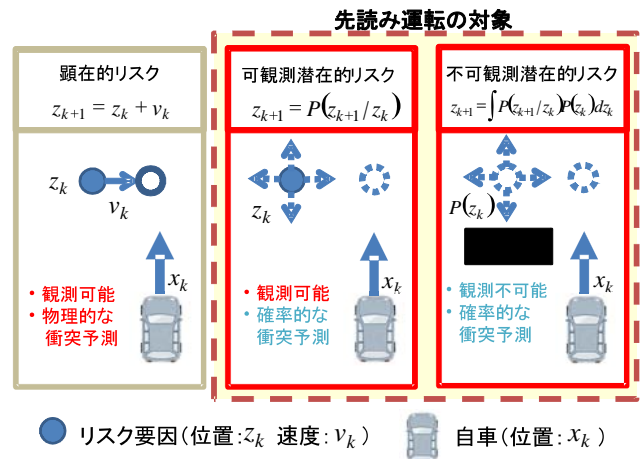 先読み運転の対象
顕在的リスク
z_{k+1} = z_k + v_k
z_k
v_k
x_k
・観測可能
・物理的な
衝突予測
可観測潜在的リスク
z_{k+1} = P(z_{k+1}/z_k)
z_k
x_k
・観測可能
・確率的な
衝突予測
不可観測潜在的リスク
z_{k+1} = ∫P(z_{k+1}/z_k)P(z_k)dz_k
P(z_k)
x_k
・観測不可能
・確率的な
衝突予測
リスク要因(位置:z_k 速度:v_k)
自車(位置:x_k)